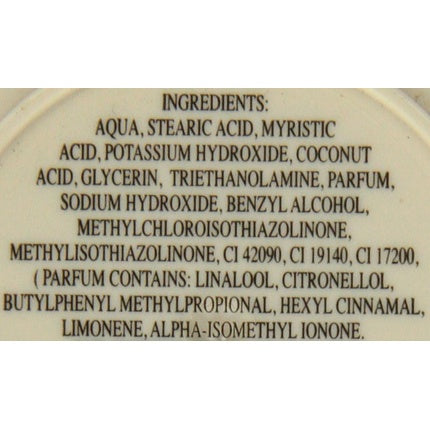 INGREDIENTS:
AQUA, STEARIC ACID, MYRISTIC
ACID, POTASSIUM HYDROXIDE, COCONUT
ACID, GLYCERIN, TRIETHANOLAMINE, PARFUM,
SODIUM HYDROXIDE, BENZYL ALCOHOL,
METHYLCHLOROISOTHIAZOLINONE,
METHYLISOTHIAZOLINONE, CI 42090, CI 19140, CI 17200,
( PARFUM CONTAINS: LINALOOL, CITRONELLOL,
BUTYLPHENYL METHYLPROPIONAL, HEXYL CINNAMAL,
LIMONENE, ALPHA-ISOMETHYL IONONE.